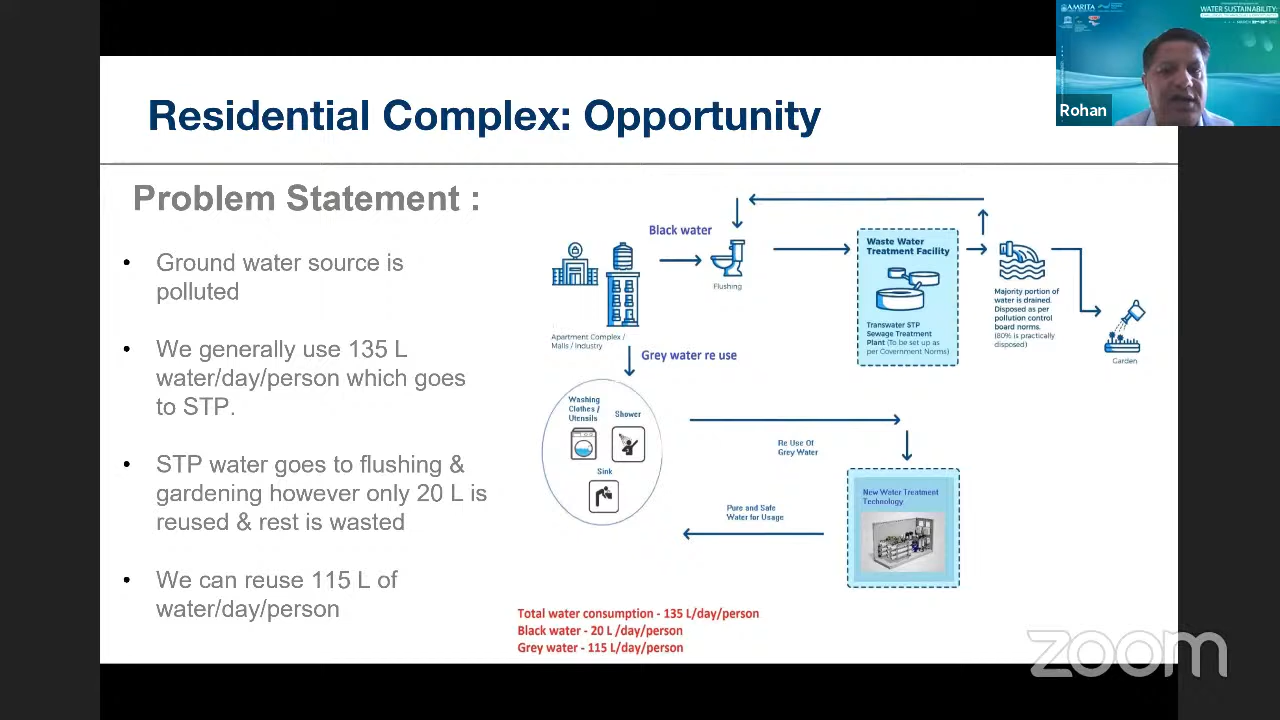 AMRITA
WATER SUSTAINABILITY:
Rohan
Residential Complex: Opportunity
Problem Statement :
• Ground water source is
polluted
• We generally use 135 L
water/day/person which goes
to STP.
• STP water goes to flushing &
gardening however only 20 L is
reused & rest is wasted
• We can reuse 115 L of
water/day/person
Black water
Flushing
Apartment Complex /
Malls / Industry
Waste Water
Treatment Facility
Transwater STP
Sewage Treatment
Plant (To be set up as
per Government Norms)
Majority portion of
water is drained.
Disposed as per
pollution control
board norms.
(80% is practically
disposed)
Garden
Grey water re use
Washing
Clothes /
Utensils
Shower
Sink
Re Use Of
Grey Water
New Water Treatment
Technology
Pure and Safe
Water for Usage
Total water consumption - 135 L/day/person
Black water - 20 L /day/person
Grey water - 115 L/day/person
zoom